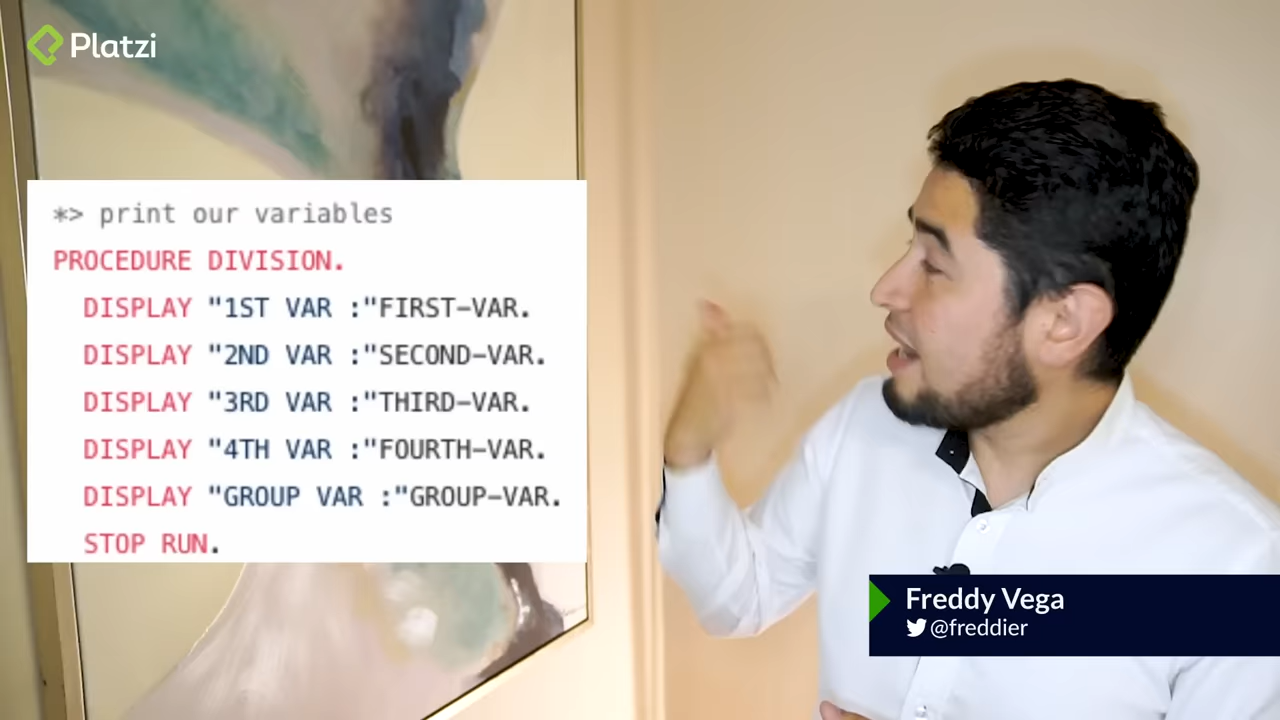 Platzi
*> print our variables
PROCEDURE DIVISION.
DISPLAY "1ST VAR :"FIRST-VAR.
DISPLAY "2ND VAR :"SECOND-VAR.
DISPLAY "3RD VAR :"THIRD-VAR.
DISPLAY "4TH VAR :"FOURTH-VAR.
DISPLAY "GROUP VAR :"GROUP-VAR.
STOP RUN.
Freddy Vega
@freddier